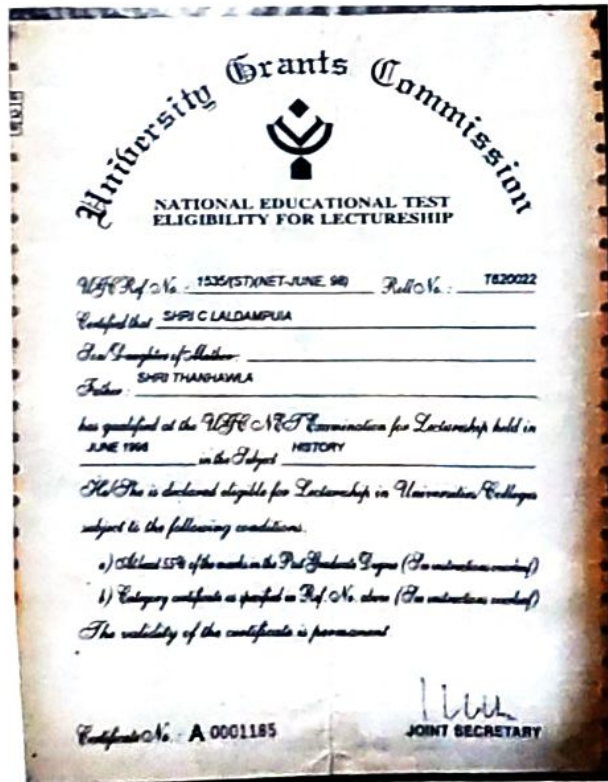 University Grants Commission
NATIONAL EDUCATIONAL TEST
ELIGIBILITY FOR LECTURESHIP
UGC Ref. No. : 1535/(ST)(NET-JUNE, 98) Roll No. : T620022
Certified that SHRI C LALDAMPUIA
Son/Daughter of Mother:
Father : SHRI THANHAWLA
has qualified at the UGC NET Examination for Lectureship held in
JUNE 1998 in the Subject HISTORY
He/She is declared eligible for Lectureship in Universities/Colleges
subject to the following conditions.
a) At least 55% of the marks in the Post Graduate Degree (See instructions overleaf)
b) Category certificate as specified in Ref. No. above (See instructions overleaf)
The validity of the certificate is permanent
Certificate No. A 0001185
JOINT SECRETARY